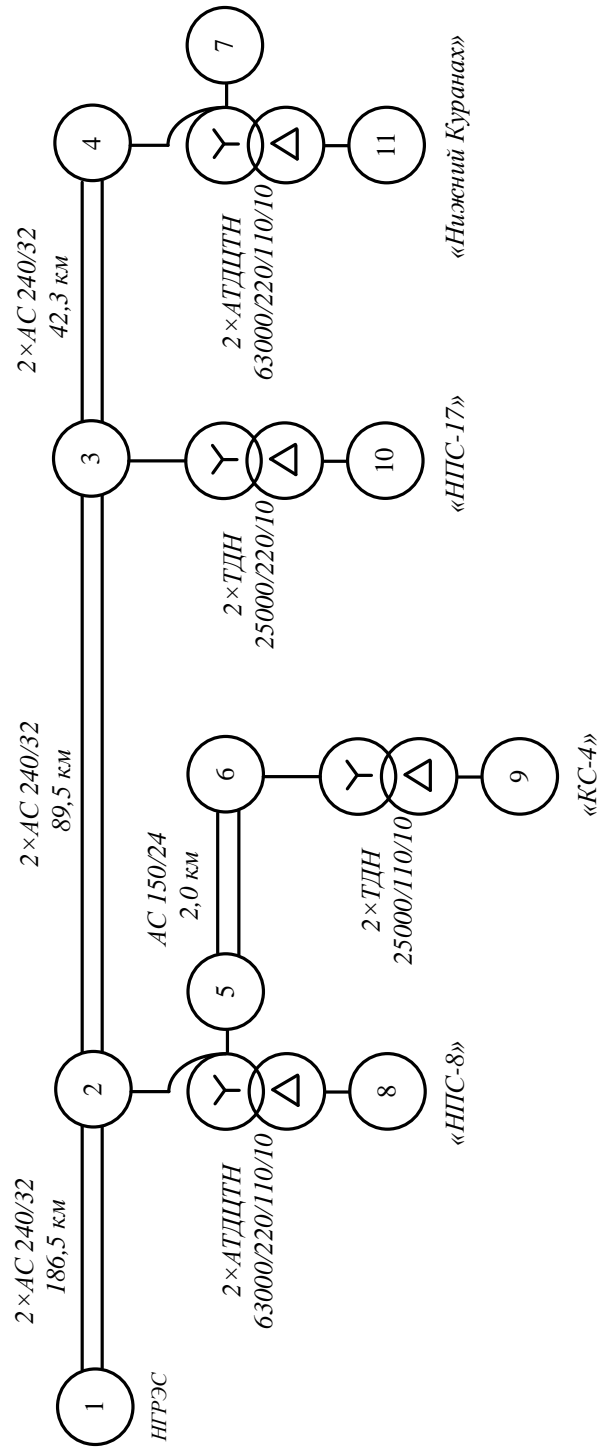 1
НГРЭС
2×АС 240/32
186,5 км
2
2×АТДЦТН
63000/220/110/10
8
«НПС-8»
5
АС 150/24
2,0 км
6
2×ТДН
25000/110/10
9
«КС-4»
2×АС 240/32
89,5 км
3
2×ТДН
25000/220/10
10
«НПС-17»
2×АС 240/32
42,3 км
4
7
2×АТДЦТН
63000/220/110/10
11
«Нижний Куранах»